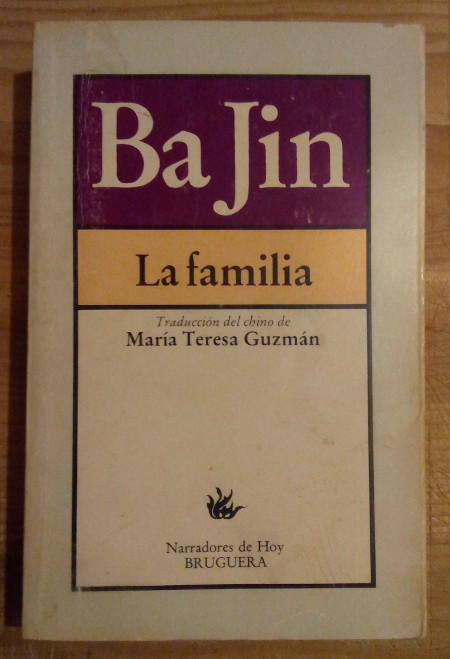 Ba Jin
La familia
Traducción del chino de
María Teresa Guzmán
Narradores de Hoy
BRUGUERA